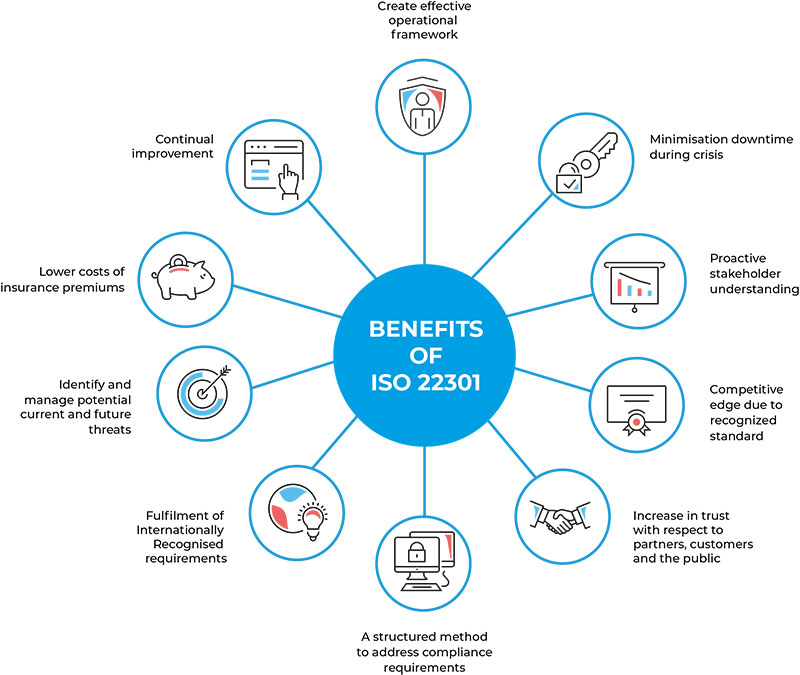 Create effective
operational
framework
Continual
improvement
Minimisation downtime
during crisis
Lower costs of
insurance premiums
Proactive
stakeholder
understanding
BENEFITS
OF
ISO 22301
Identify and
manage potential
current and future
threats
Competitive
edge due to
recognized
standard
Fulfilment of
Internationally
Recognised
requirements
Increase in trust
with respect to
partners, customers
and the public
A structured method
to address compliance
requirements